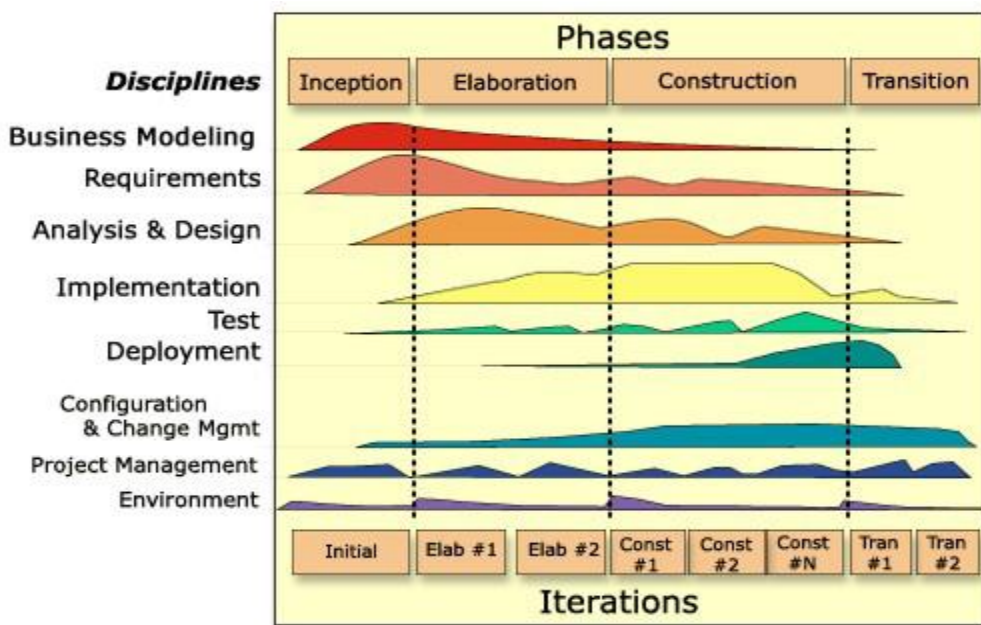 Phases
Disciplines
Inception
Elaboration
Construction
Transition
Business Modeling
Requirements
Analysis & Design
Implementation
Test
Deployment
Configuration
& Change Mgmt
Project Management
Environment
Initial
Elab #1
Elab #2
Const
#1
Const
#2
Const
#N
Tran
#1
Tran
#2
Iterations